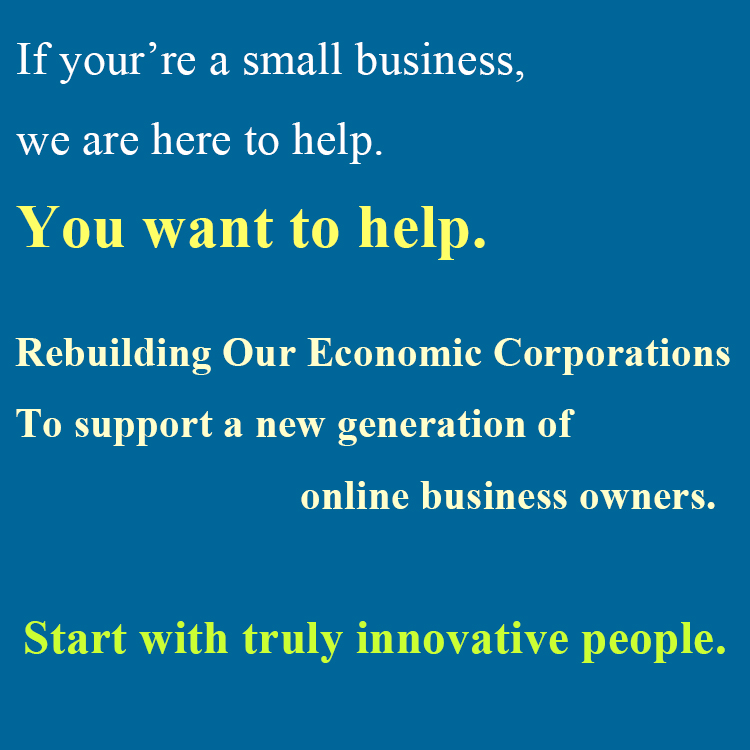 If your’re a small business,
we are here to help.
You want to help.
Rebuilding Our Economic Corporations
To support a new generation of
online business owners.
Start with truly innovative people.